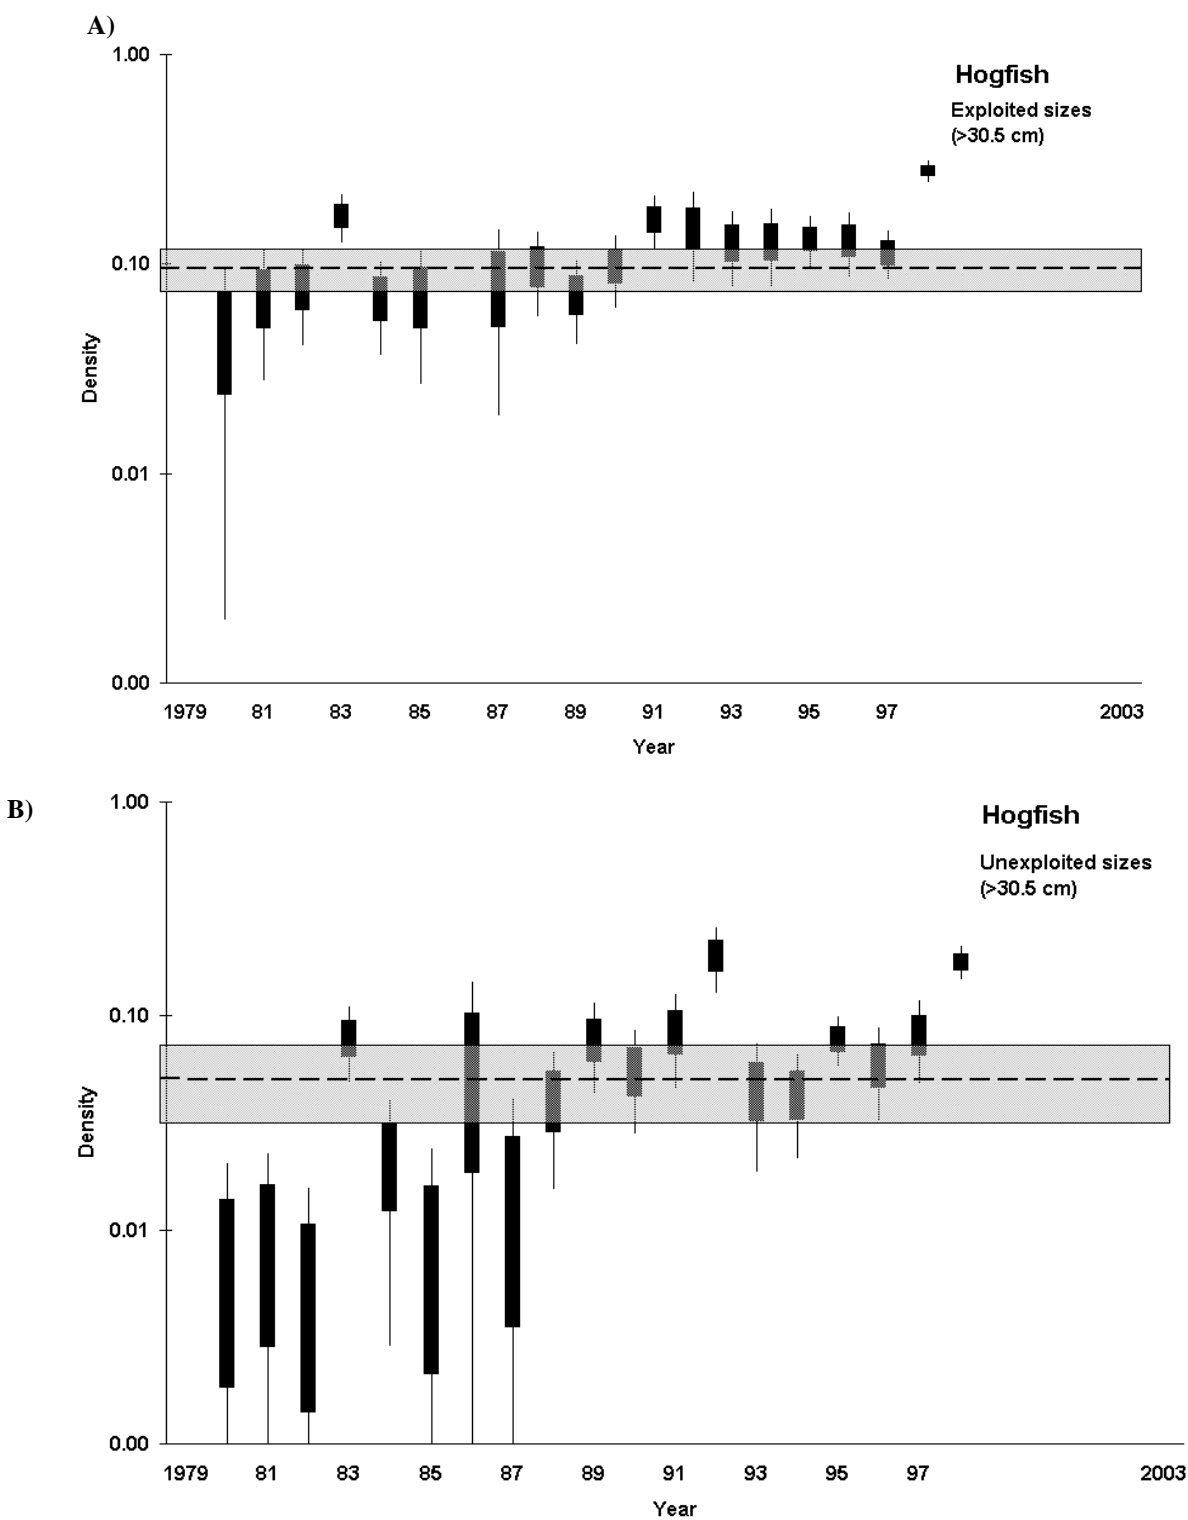 A)
1.00
Hogfish
Exploited sizes
(>30.5 cm)
0.10
Density
0.01
0.00
1979 81 83 85 87 89 91 93 95 97 2003
Year
B)
1.00
Hogfish
Unexploited sizes
(>30.5 cm)
0.10
Density
0.01
0.00
1979 81 83 85 87 89 91 93 95 97 2003
Year